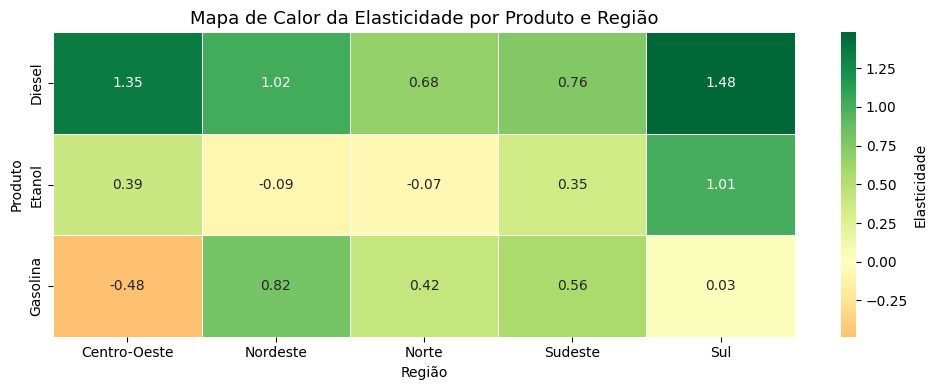 Mapa de Calor da Elasticidade por Produto e Região
Produto
Diesel
1.35 1.02 0.68 0.76 1.48
Etanol
0.39 -0.09 -0.07 0.35 1.01
Gasolina
-0.48 0.82 0.42 0.56 0.03
Centro-Oeste Nordeste Norte Sudeste Sul
Região
1.25
1.00
0.75
0.50
0.25
0.00
−0.25
Elasticidade